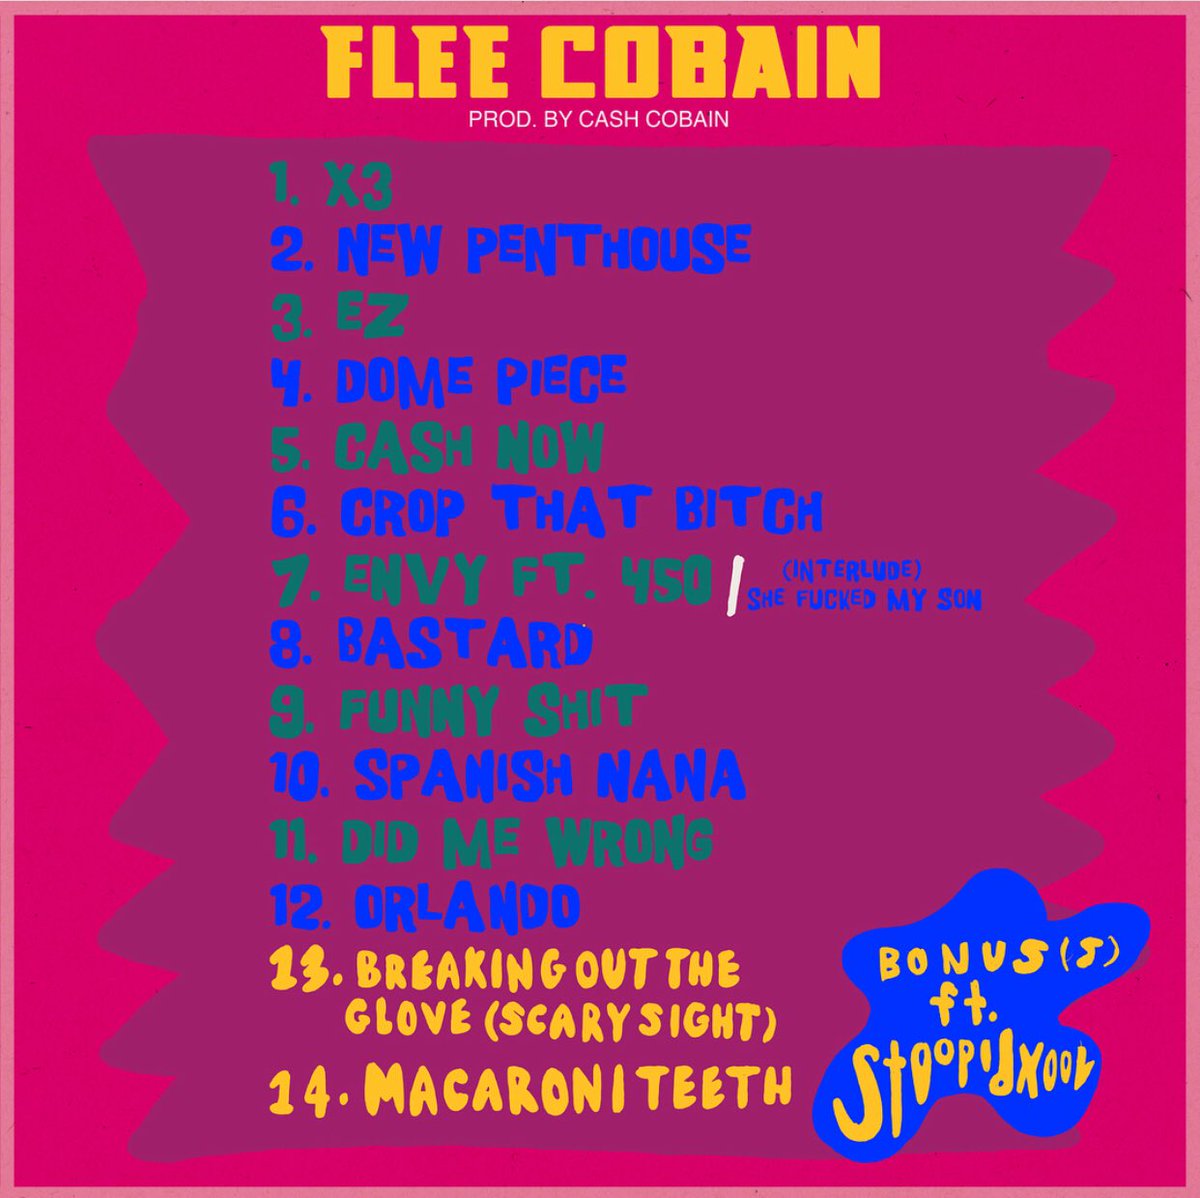 FLEE COBAIN
PROD. BY CASH COBAIN
1. X3
2. NEW PENTHOUSE
3. EZ
4. DOME PIECE
5. CASH NOW
6. CROP THAT BITCH
7. ENVY FT. 450 / (INTERLUDE)
SHE FUCKED MY SON
8. BASTARD
9. FUNNY SHIT
10. SPANISH NANA
11. DID ME WRONG
12. ORLANDO
13. BREAKING OUT THE
GLOVE (SCARY SIGHT)
14. MACARONI TEETH
BONUS(S)
ft.
StoopidXool